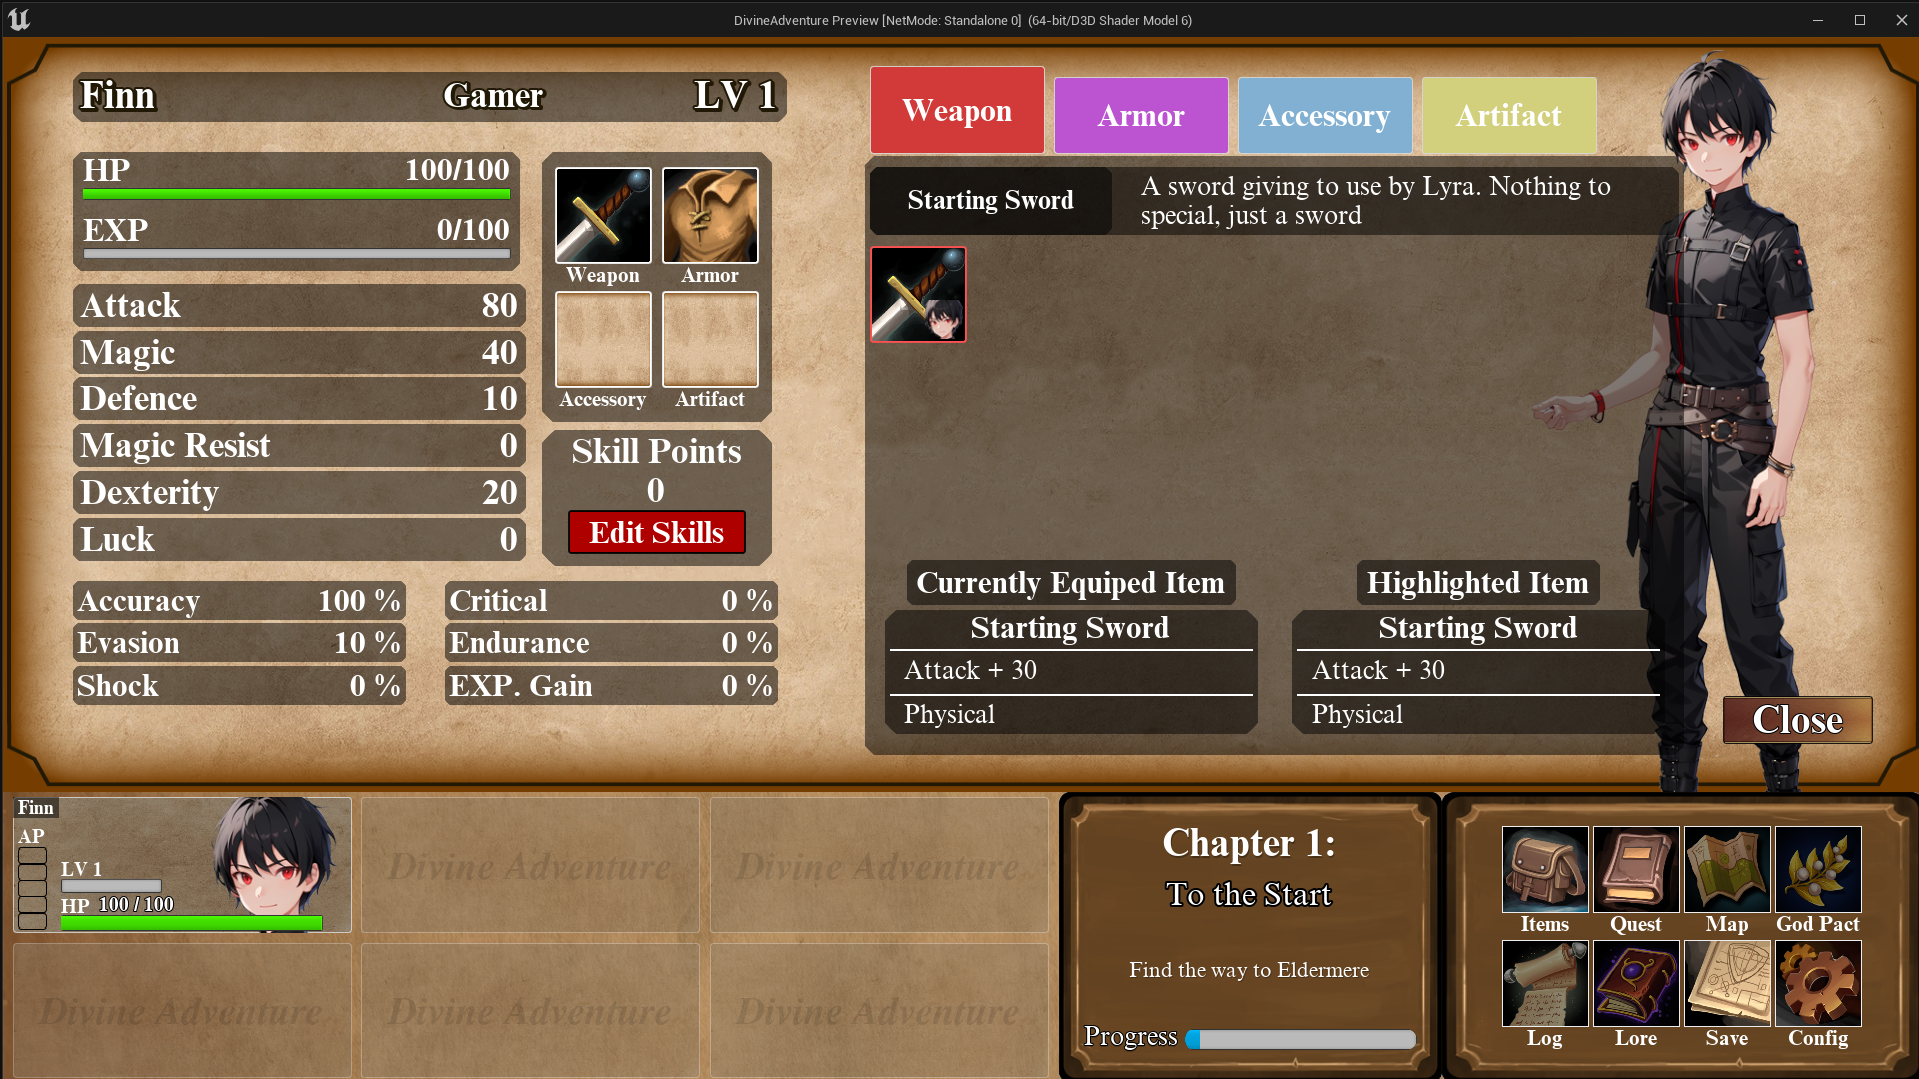 DivineAdventure Preview [NetMode: Standalone 0] (64-bit/D3D Shader Model 6)
Finn Gamer LV 1
HP 100/100
EXP 0/100
Attack 80
Magic 40
Defence 10
Magic Resist 0
Dexterity 20
Luck 0
Accuracy 100 %
Evasion 10 %
Shock 0 %
Critical 0 %
Endurance 0 %
EXP. Gain 0 %
Weapon Armor
Accessory Artifact
Skill Points
0
Edit Skills
Weapon Armor Accessory Artifact
Starting Sword
A sword giving to use by Lyra. Nothing to
special, just a sword
Currently Equiped Item
Starting Sword
Attack + 30
Physical
Highlighted Item
Starting Sword
Attack + 30
Physical
Close
Finn
AP
LV 1
HP 100 / 100
Divine Adventure
Divine Adventure
Divine Adventure
Divine Adventure
Divine Adventure
Chapter 1:
To the Start
Find the way to Eldermere
Progress
Items Quest Map God Pact
Log Lore Save Config